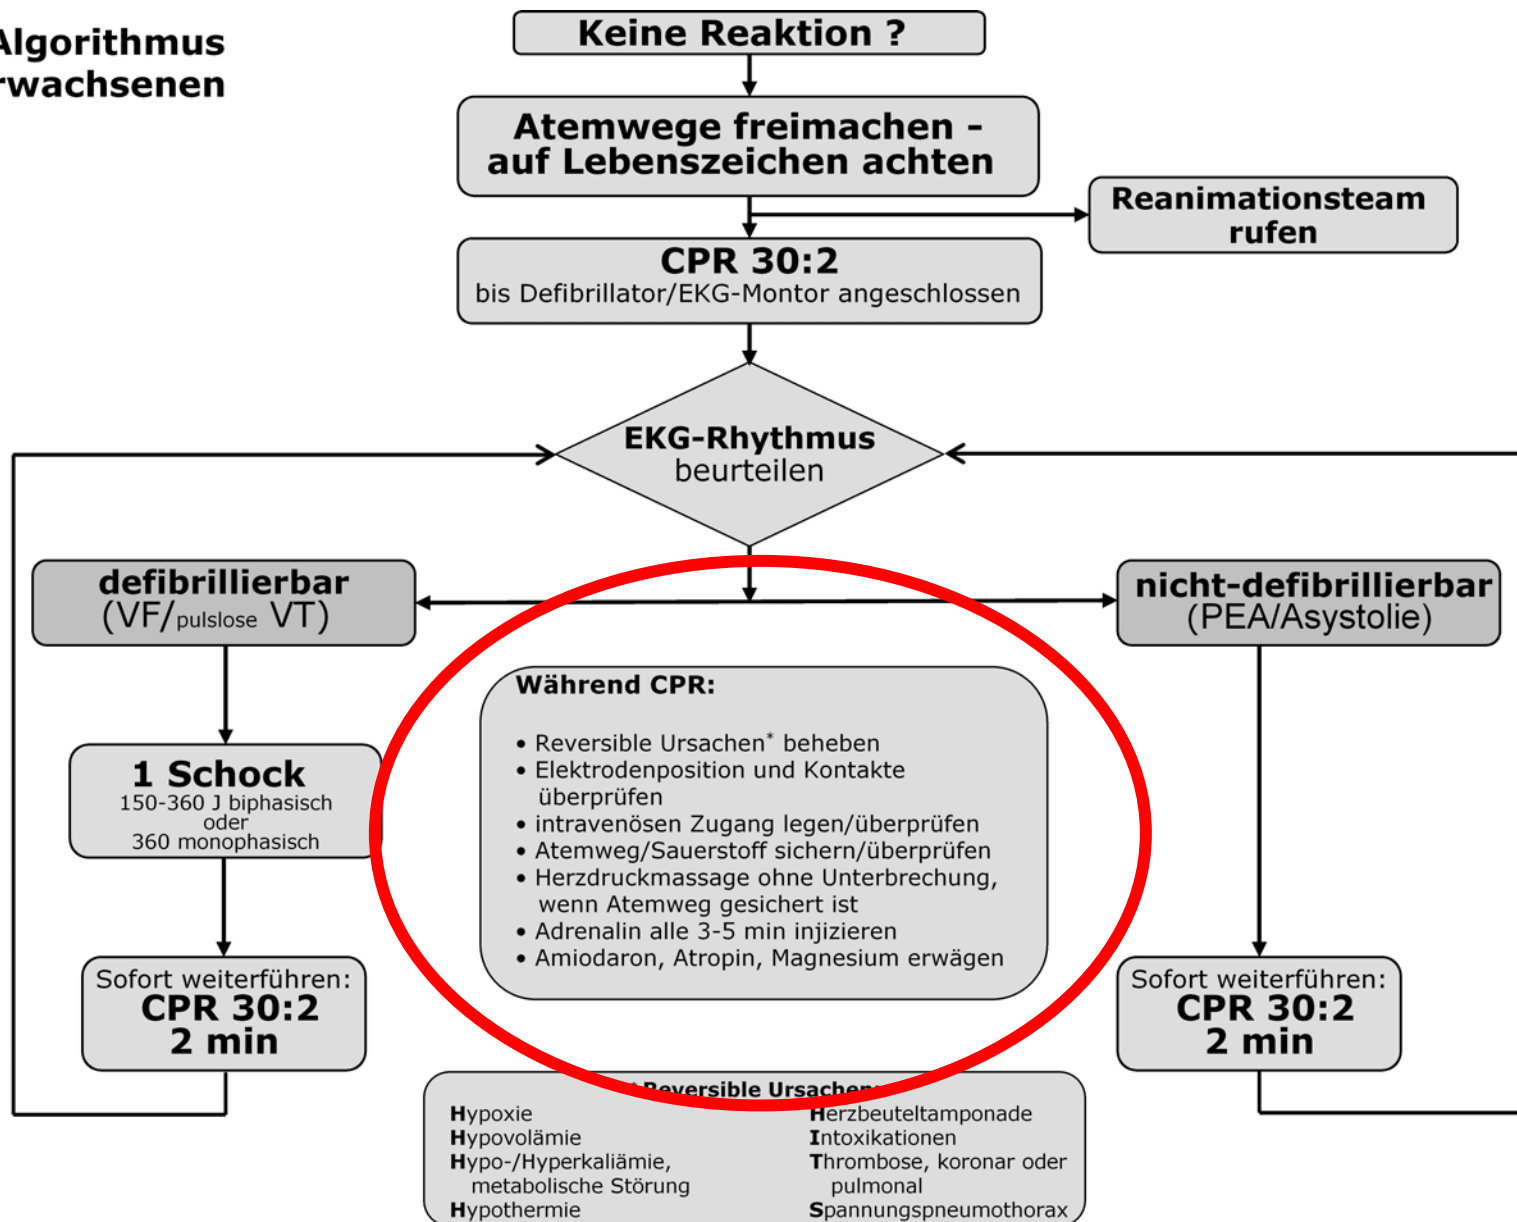 Algorithmus
rwachsenen
Keine Reaktion ?
Atemwege freimachen -
auf Lebenszeichen achten
Reanimationsteam
rufen
CPR 30:2
bis Defibrillator/EKG-Montor angeschlossen
EKG-Rhythmus
beurteilen
defibrillierbar
(VF/pulslose VT)
nicht-defibrillierbar
(PEA/Asystolie)
1 Schock
150-360 J biphasisch
oder
360 monophasisch
Während CPR:
• Reversible Ursachen* beheben
• Elektrodenposition und Kontakte
überprüfen
• intravenösen Zugang legen/überprüfen
• Atemweg/Sauerstoff sichern/überprüfen
• Herzdruckmassage ohne Unterbrechung,
wenn Atemweg gesichert ist
• Adrenalin alle 3-5 min injizieren
• Amiodaron, Atropin, Magnesium erwägen
Sofort weiterführen:
CPR 30:2
2 min
Sofort weiterführen:
CPR 30:2
2 min
* Reversible Ursachen:
Hypoxie
Hypovolämie
Hypo-/Hyperkaliämie,
metabolische Störung
Hypothermie
Herzbeuteltamponade
Intoxikationen
Thrombose, koronar oder
pulmonal
Spannungspneumothorax